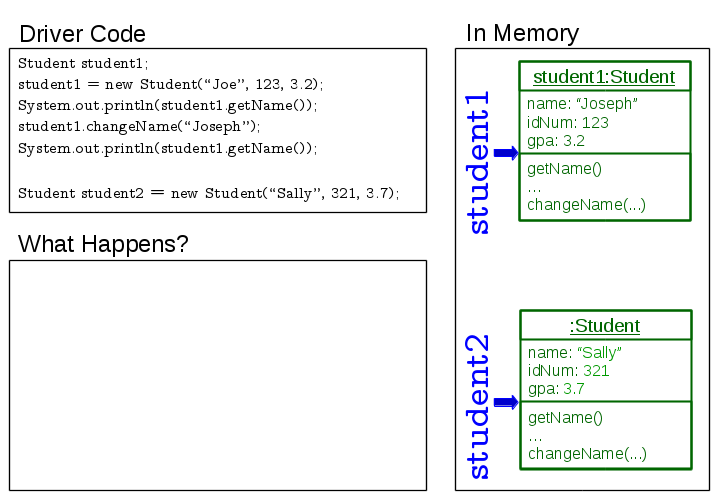 Driver Code
Student student1;
student1 = new Student(“Joe”, 123, 3.2);
System.out.println(student1.getName());
student1.changeName(“Joseph”);
System.out.println(student1.getName());
Student student2 = new Student(“Sally”, 321, 3.7);
What Happens?
In Memory
student1
student1:Student
name: “Joseph”
idNum: 123
gpa: 3.2
getName()
...
changeName(...)
student2
:Student
name: “Sally”
idNum: 321
gpa: 3.7
getName()
...
changeName(...)